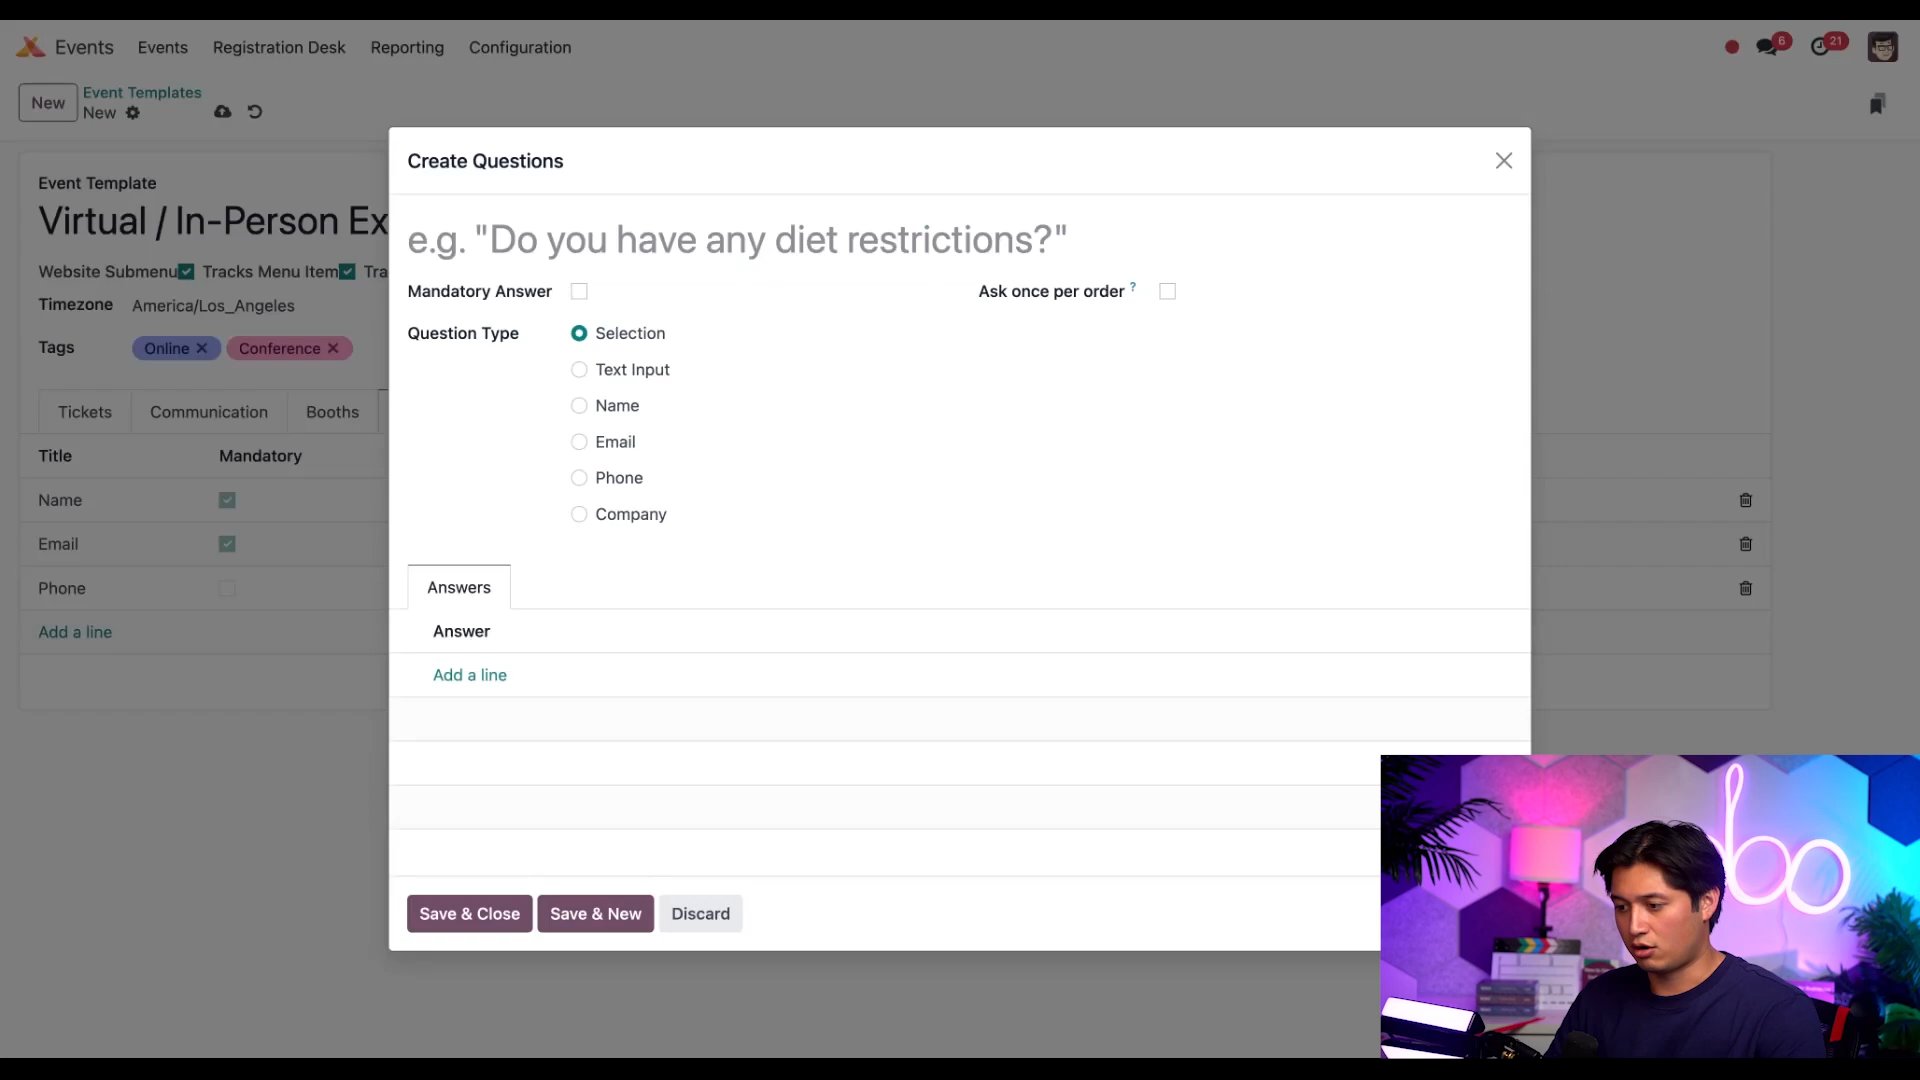 Events Events Registration Desk Reporting Configuration 6 21
New Event Templates
New
Create Questions
Event Template
Virtual / In-Person Ex
e.g. "Do you have any diet restrictions?"
Website Submenu Tracks Menu Item Tra
Mandatory Answer Ask once per order ?
Timezone America/Los_Angeles
Question Type Selection
Tags Online Conference
Text Input
Name
Tickets Communication Booths
Email
Title Mandatory
Phone
Name
Company
Email
Phone
Answers
Add a line
Answer
Add a line
Save & Close Save & New Discard